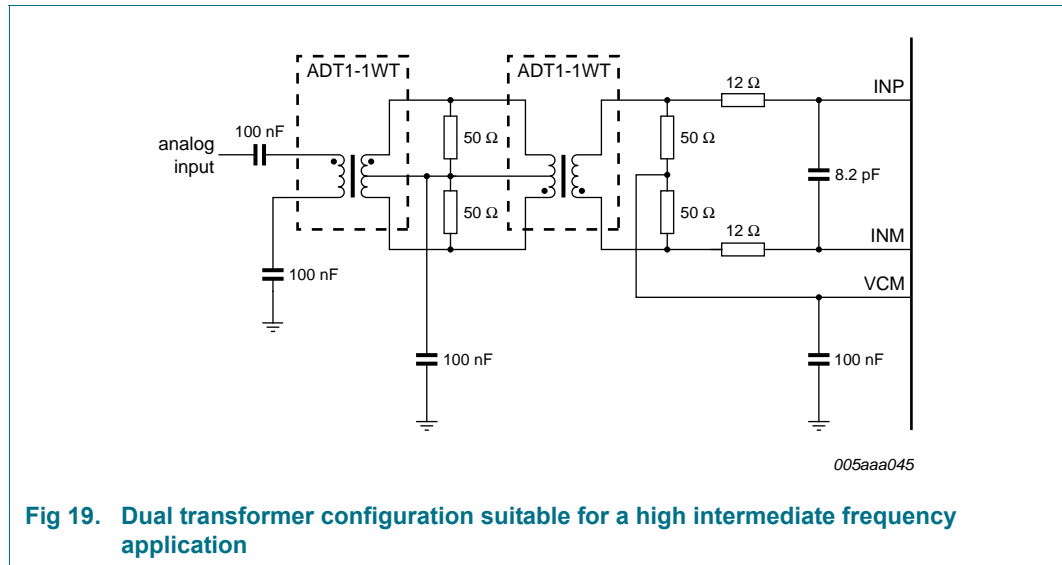 ADT1-1WT
ADT1-1WT
12 Ω
INP
100 nF
analog
input
50 Ω
50 Ω
8.2 pF
50 Ω
50 Ω
12 Ω
INM
100 nF
VCM
100 nF
100 nF
005aaa045
Fig 19. Dual transformer configuration suitable for a high intermediate frequency
application